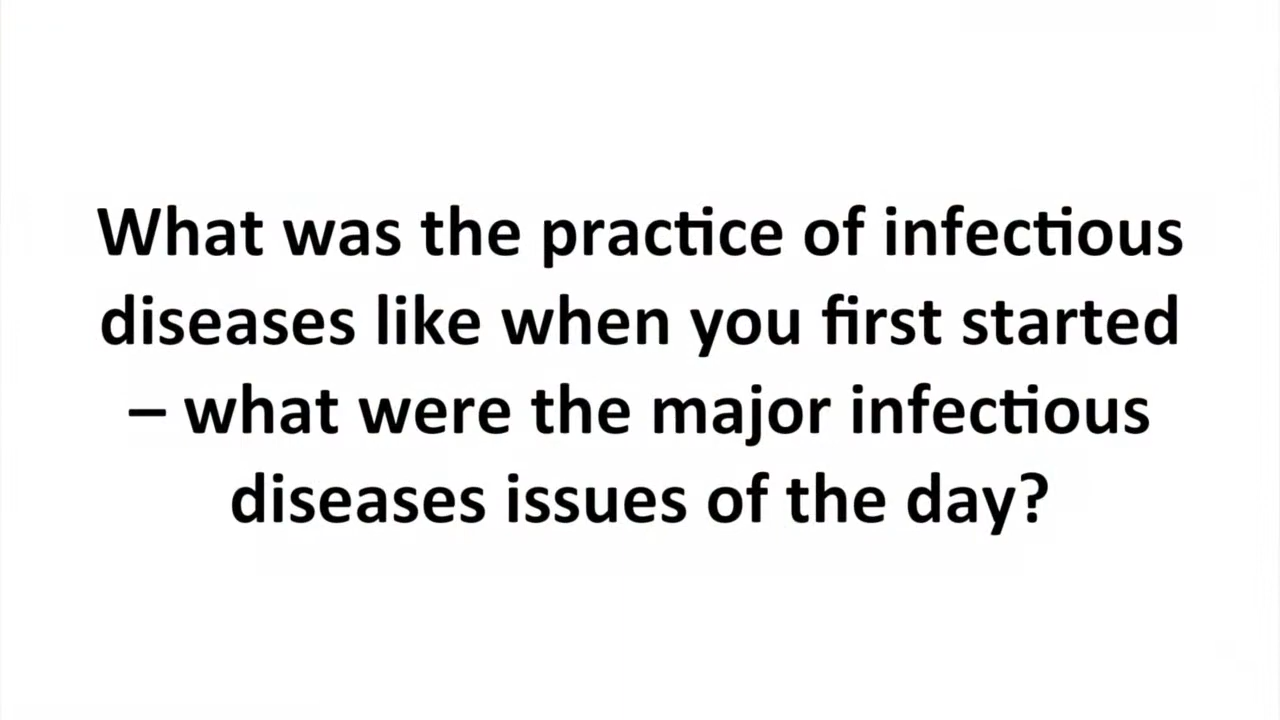 What was the practice of infectious
diseases like when you first started
– what were the major infectious
diseases issues of the day?